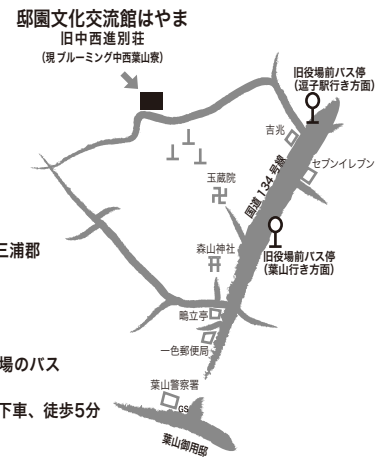 邸園文化交流館はやま
旧中西進別荘
(現 ブルーミング中西葉山寮)
旧役場前バス停
(逗子駅行き方面)
吉兆
セブンイレブン
国道134号線
玉蔵院
森山神社
旧役場前バス停
(葉山行き方面)
三浦郡
鴫立亭
一色郵便局
場のバス
葉山警察署
下車、徒歩5分
GS
葉山御用邸